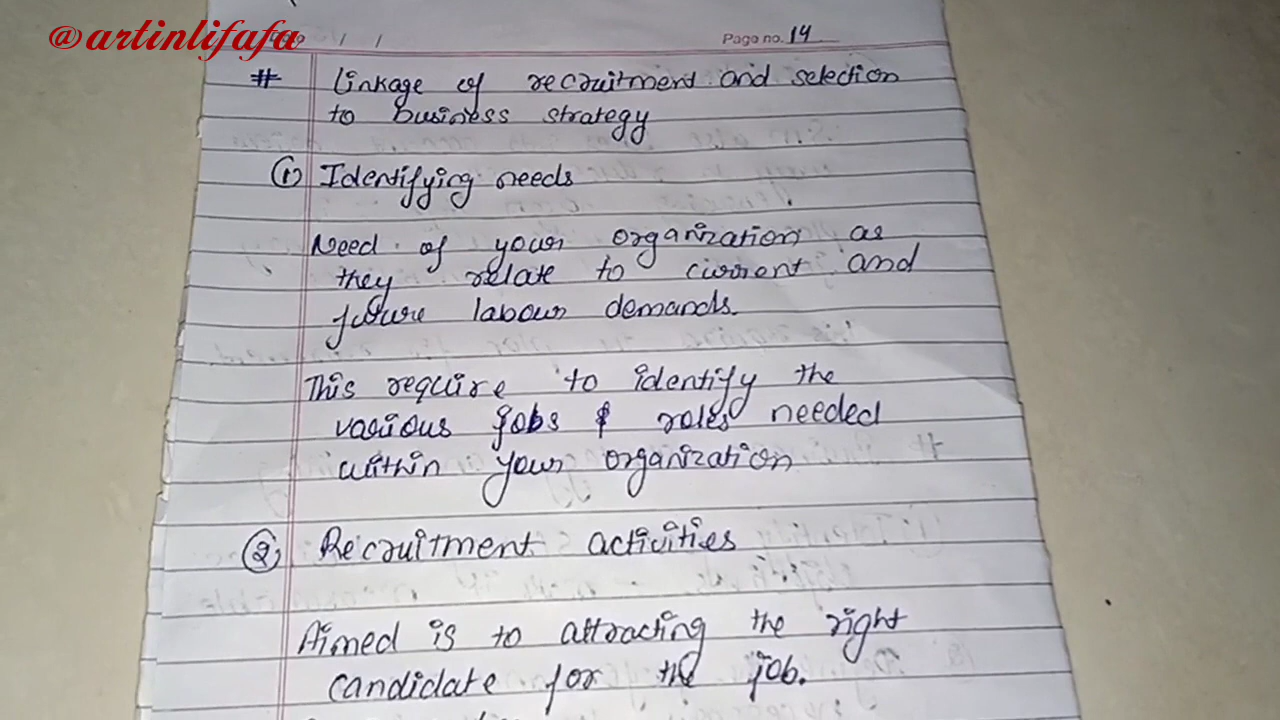 @artinlifafa
/ /
Page no. 14
# Linkage of recruitment and selection
to business strategy
① Identifying needs
Need of your organization as
they relate to current and
future labour demands.
This require to identify the
various jobs & roles needed
within your organization
② Recruitment activities
Aimed is to attracting the right
candidate for the job.